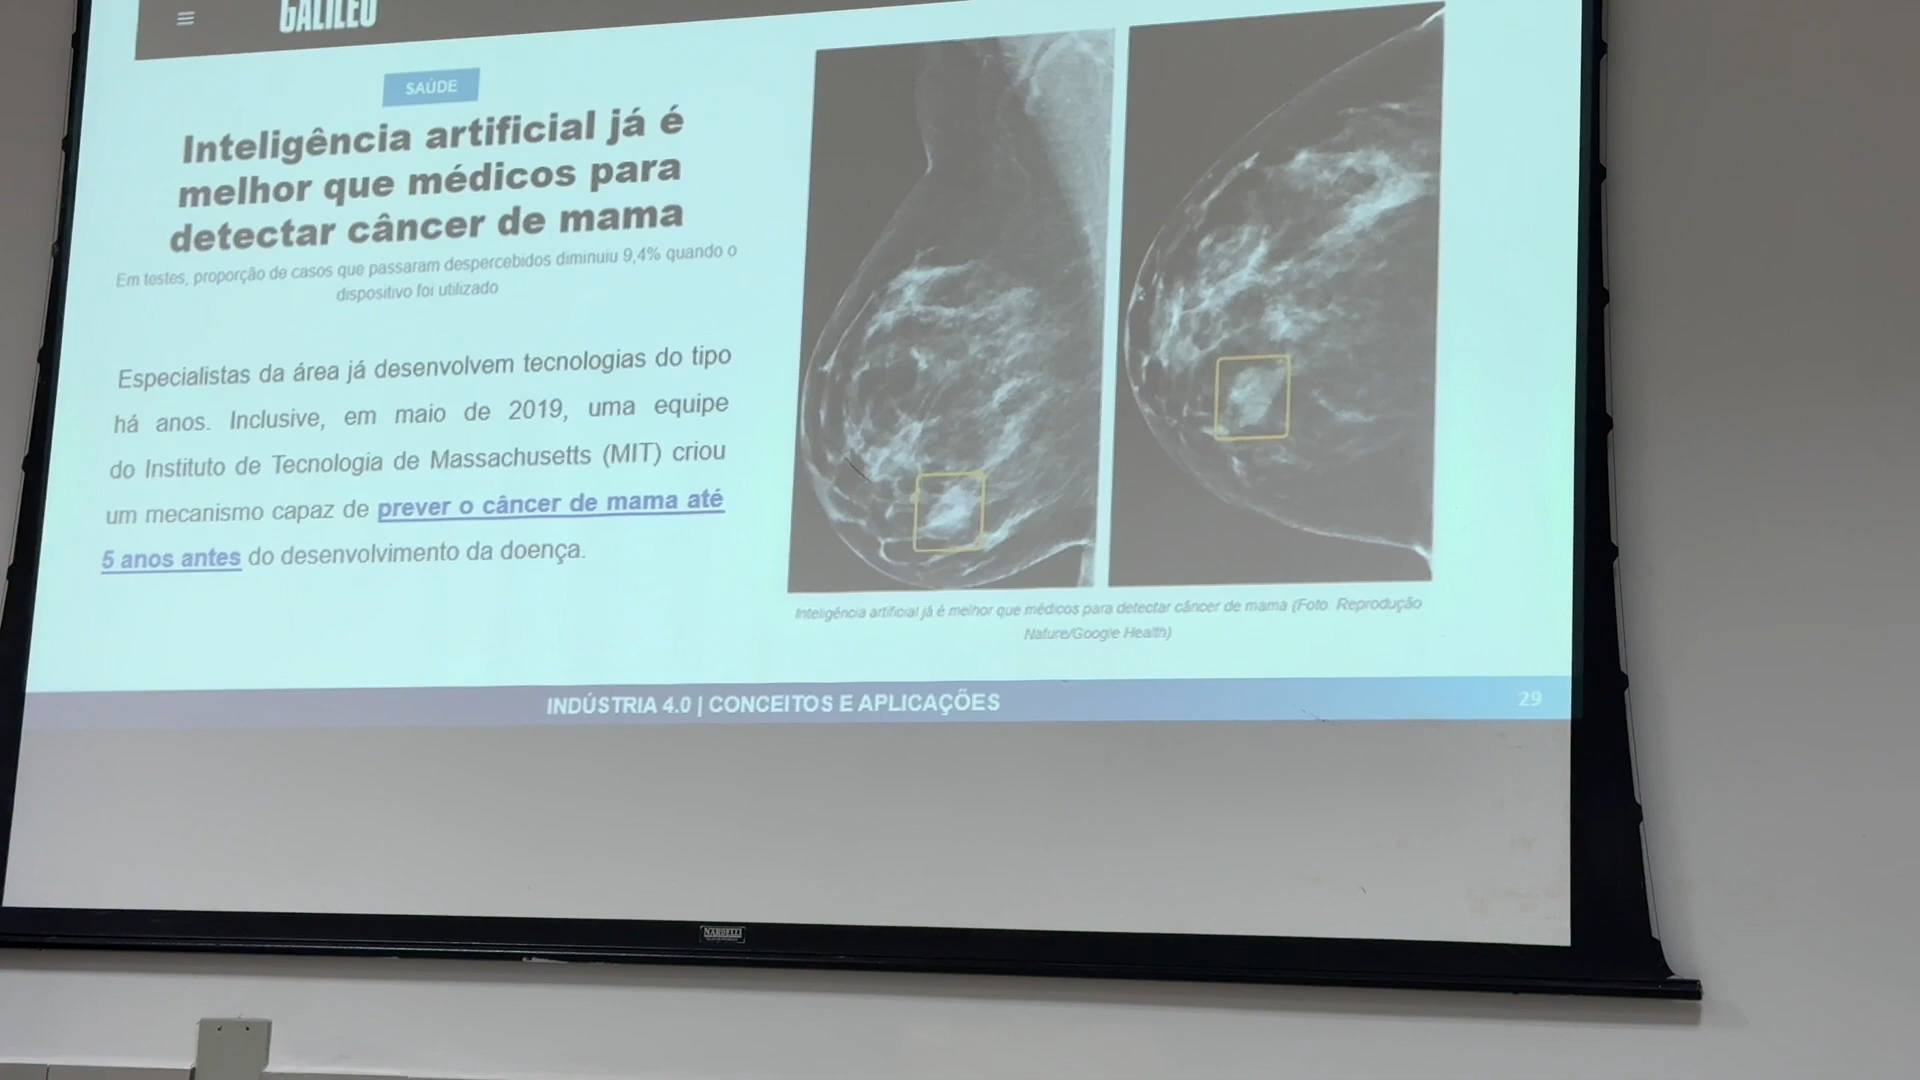 GALILEU
SAÚDE
Inteligência artificial já é
melhor que médicos para
detectar câncer de mama
Em testes, proporção de casos que passaram despercebidos diminuiu 9,4% quando o
dispositivo foi utilizado
Especialistas da área já desenvolvem tecnologias do tipo
há anos. Inclusive, em maio de 2019, uma equipe
do Instituto de Tecnologia de Massachusetts (MIT) criou
um mecanismo capaz de prever o câncer de mama até
5 anos antes do desenvolvimento da doença.
Inteligência artificial já é melhor que médicos para detectar câncer de mama (Foto: Reprodução
Nature/Google Health)
INDÚSTRIA 4.0 | CONCEITOS E APLICAÇÕES
29
NARDELLI